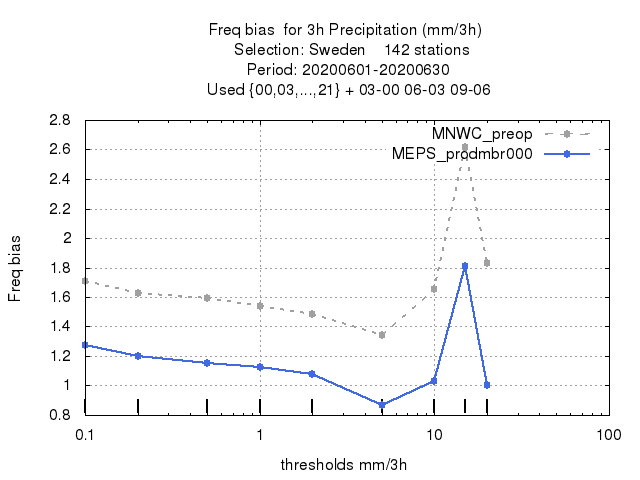 Freq bias  for 3h Precipitation (mm/3h)
Selection: Sweden    142 stations
Period: 20200601-20200630
Used {00,03,...,21} + 03-00 06-03 09-06
MNWC_preop
MEPS_prodmbr000
Freq bias
2.8
2.6
2.4
2.2
2
1.8
1.6
1.4
1.2
1
0.8
0.1
1
10
100
thresholds mm/3h